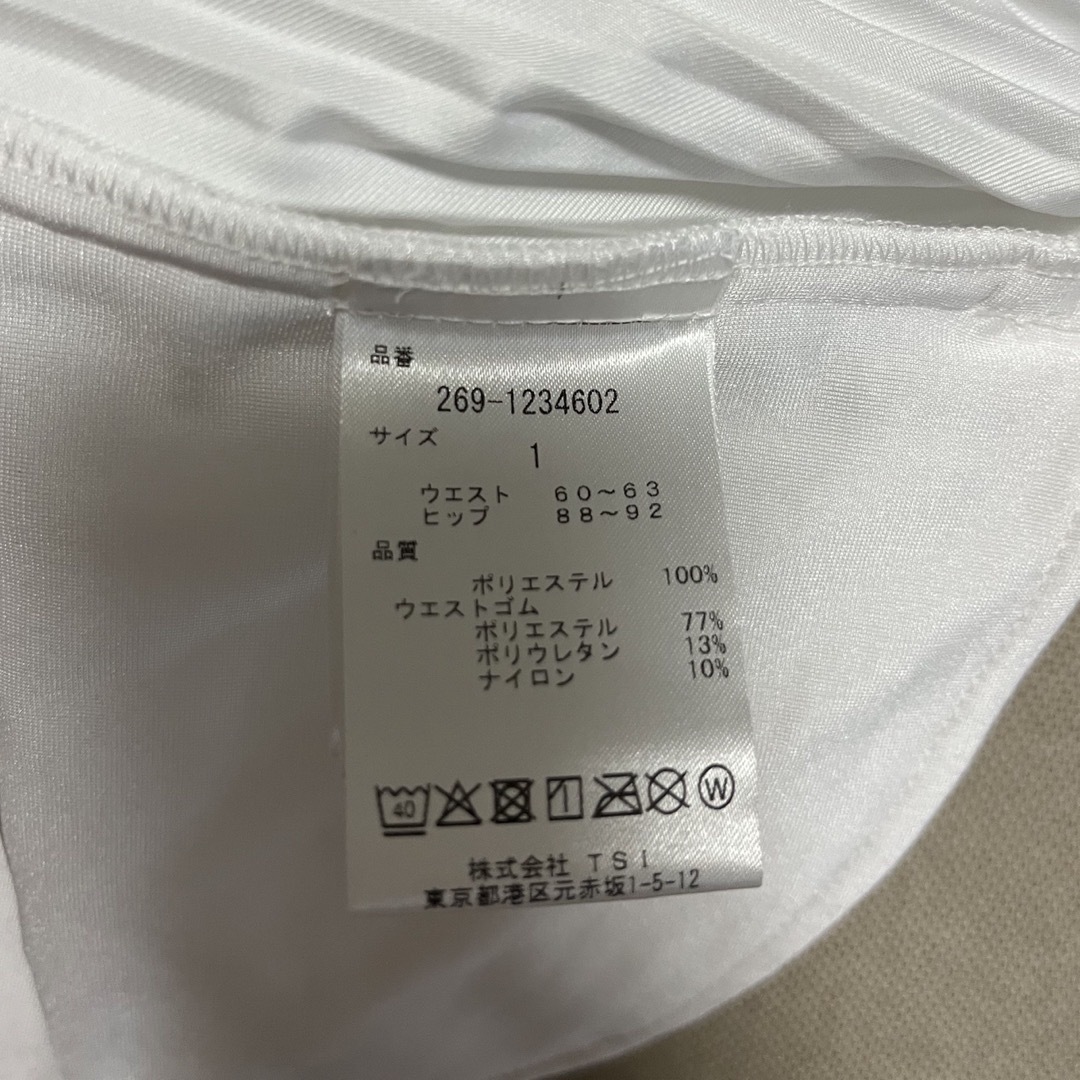 品番
269-1234602
サイズ
1
ウエスト 60~63
ヒップ 88~92
品質
ポリエステル 100%
ウエストゴム
ポリエステル 77%
ポリウレタン 13%
ナイロン 10%
40 W
株式会社 TSI
東京都港区元赤坂1-5-12